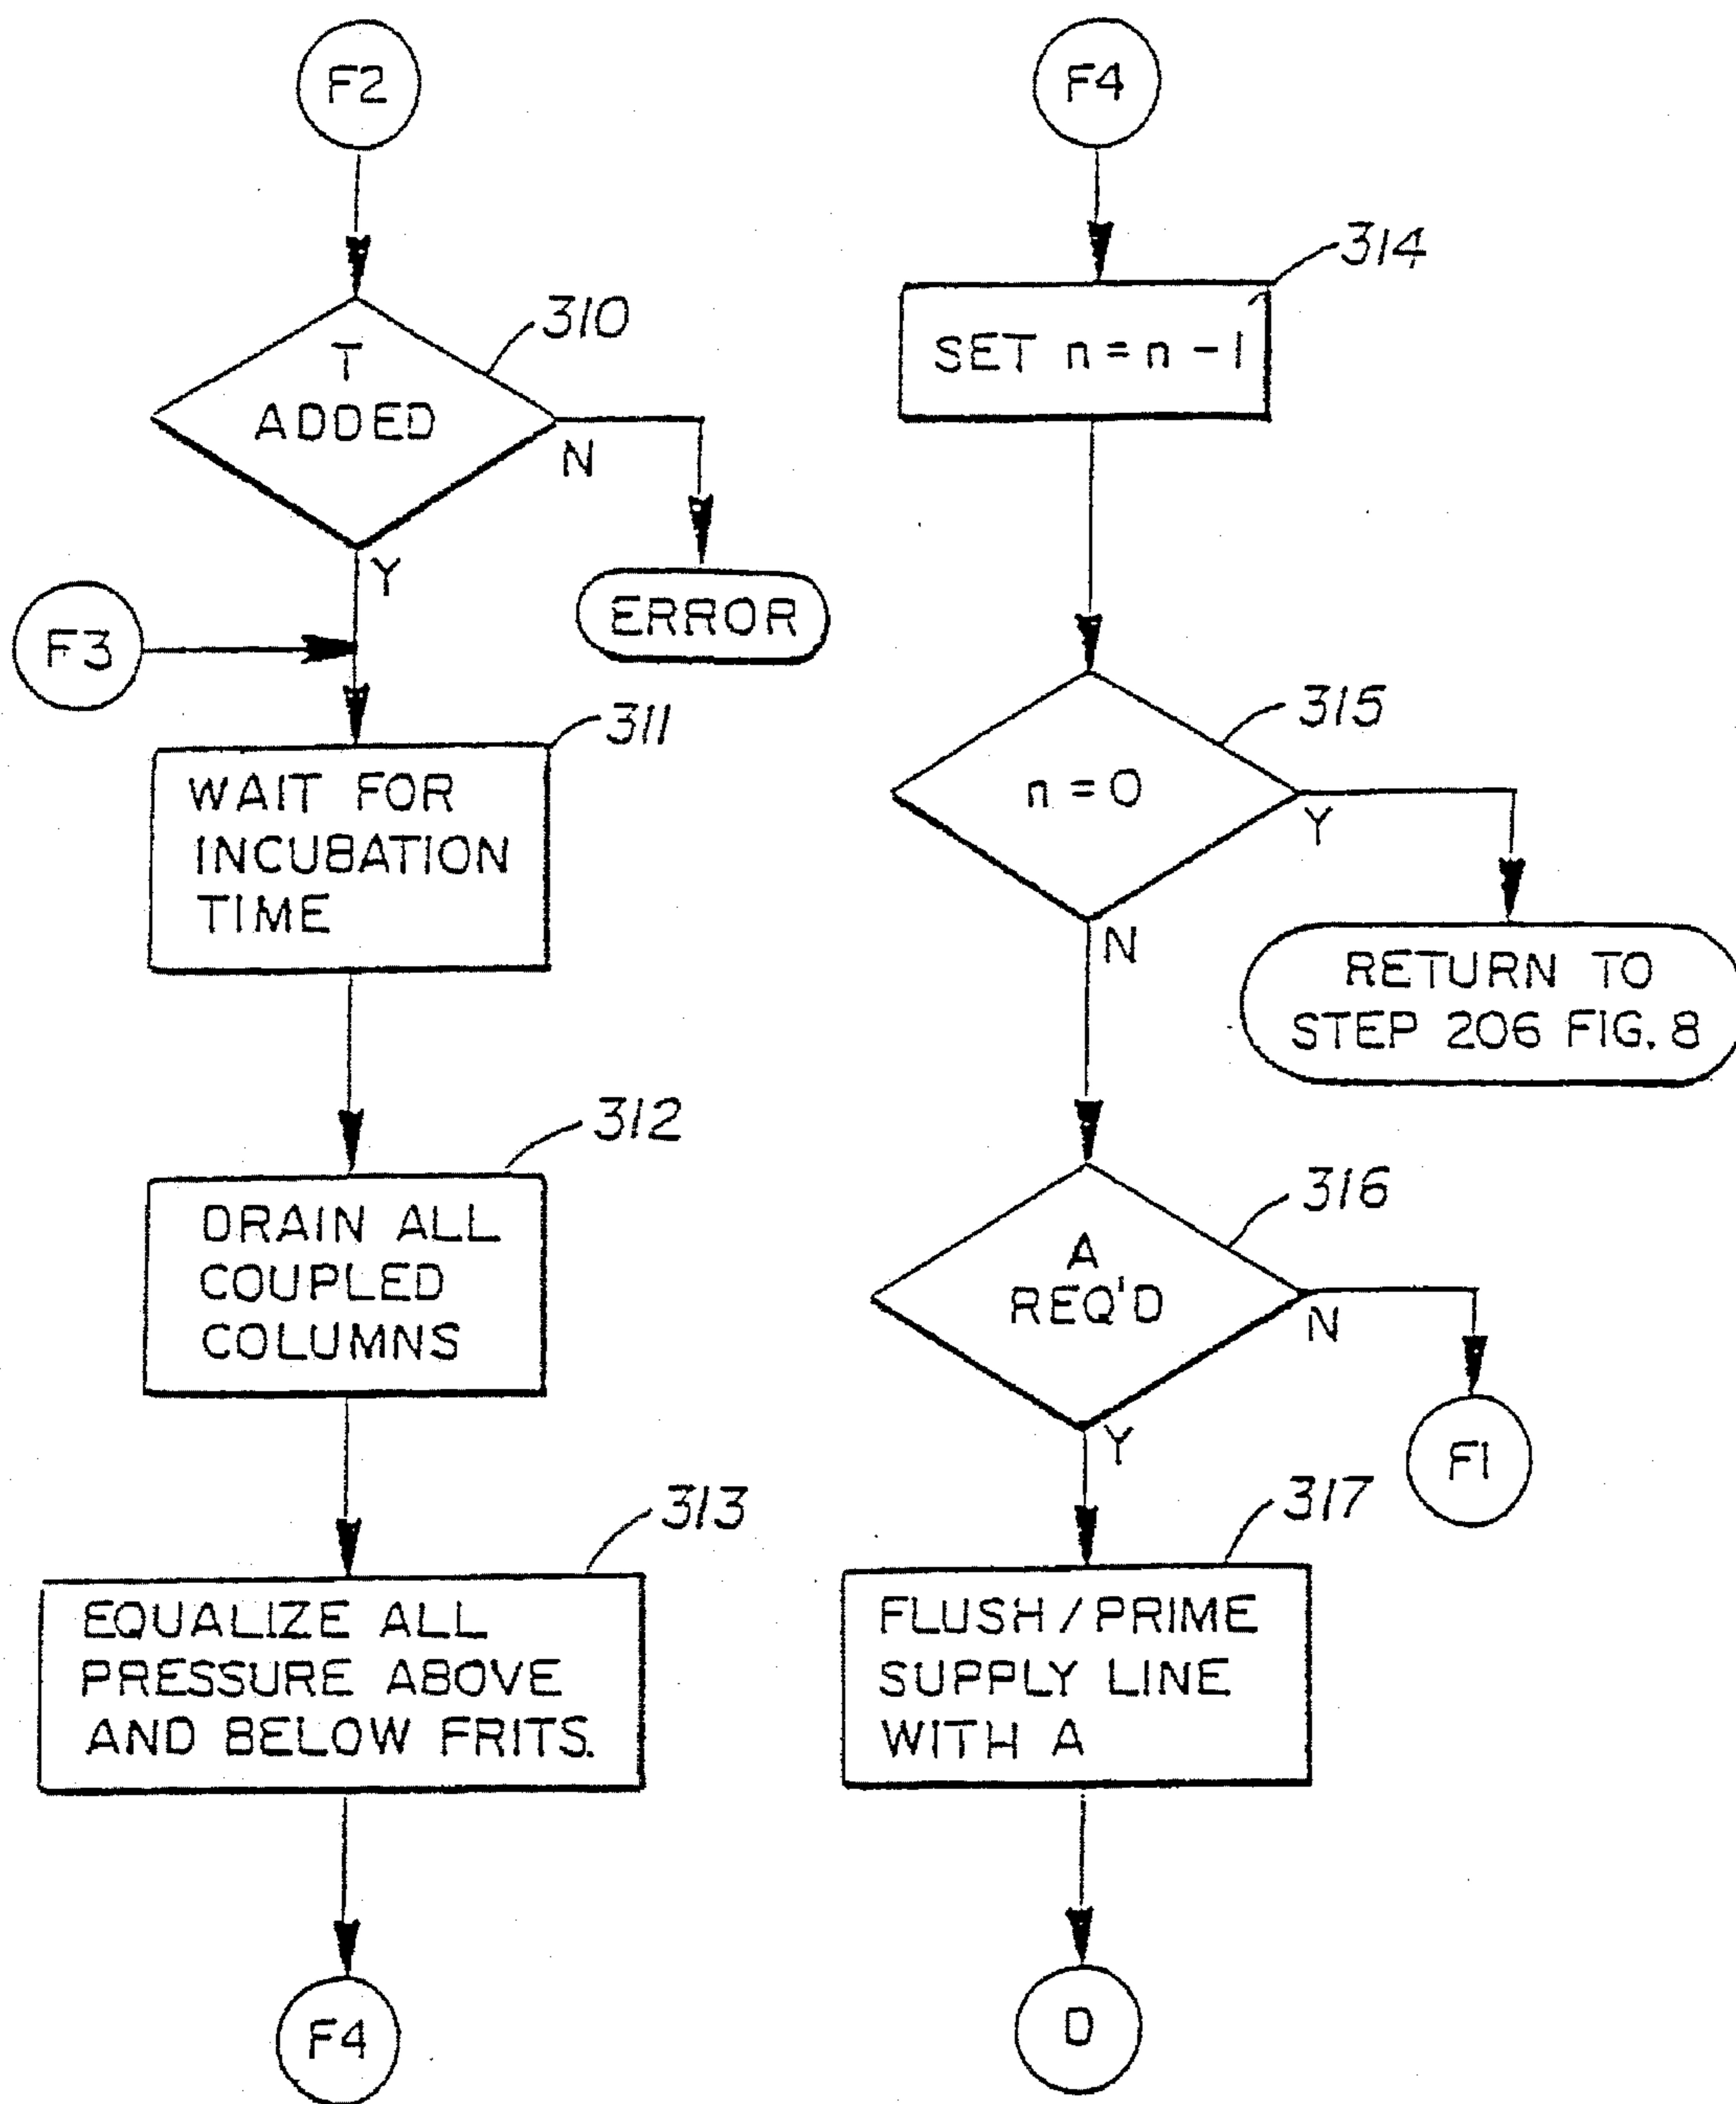 F2
T
ADDED
310
N
ERROR
Y
F3
311
WAIT FOR
INCUBATION
TIME
312
DRAIN ALL
COUPLED
COLUMNS
313
EQUALIZE ALL
PRESSURE ABOVE
AND BELOW FRITS.
F4
F4
314
SET n = n - 1
315
n = 0
Y
RETURN TO
STEP 206 FIG. 8
N
316
A
REQ'D
N
F1
Y
317
FLUSH / PRIME
SUPPLY LINE
WITH A
D